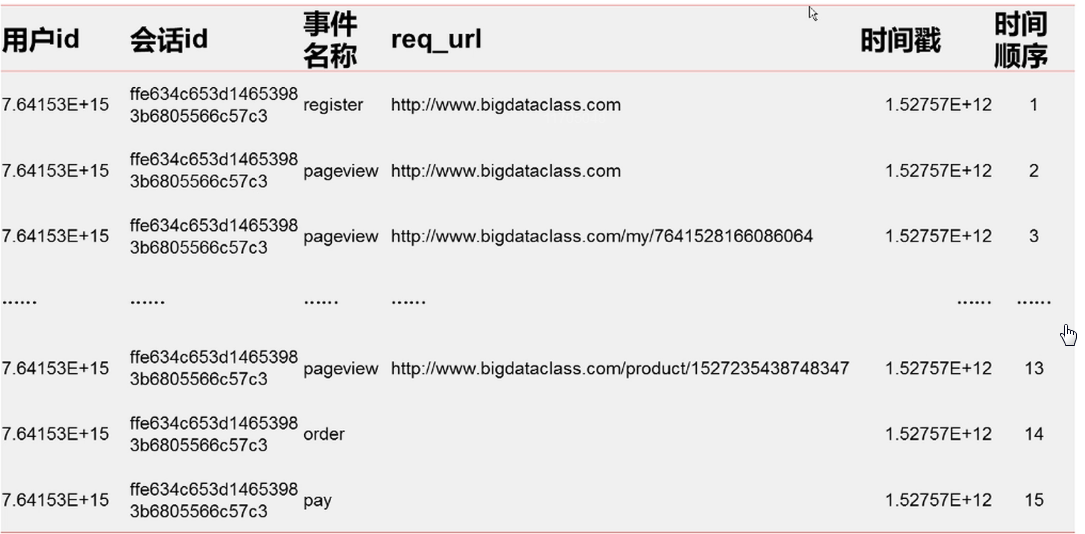 用户id 会话id 事件名称 req_url 时间戳 时间顺序
7.64153E+15 ffe634c653d14653983b6805566c57c3 register http://www.bigdataclass.com 1.52757E+12 1
7.64153E+15 ffe634c653d14653983b6805566c57c3 pageview http://www.bigdataclass.com 1.52757E+12 2
7.64153E+15 ffe634c653d14653983b6805566c57c3 pageview http://www.bigdataclass.com/my/7641528166086064 1.52757E+12 3
...... ...... ...... ...... ...... ......
7.64153E+15 ffe634c653d14653983b6805566c57c3 pageview http://www.bigdataclass.com/product/1527235438748347 1.52757E+12 13
7.64153E+15 ffe634c653d14653983b6805566c57c3 order 1.52757E+12 14
7.64153E+15 ffe634c653d14653983b6805566c57c3 pay 1.52757E+12 15